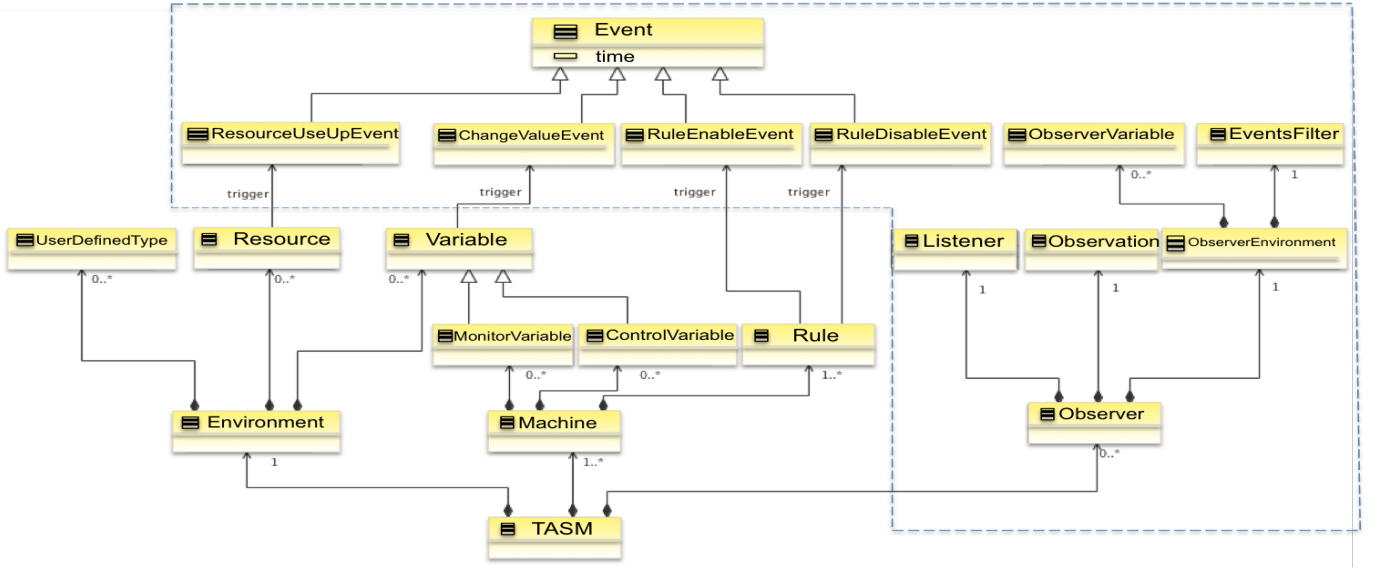 Event
time
ResourceUseUpEvent
ChangeValueEvent
RuleEnableEvent
RuleDisableEvent
ObserverVariable
EventsFilter
trigger
trigger
trigger
trigger
0..*
1
UserDefinedType
Resource
Variable
Listener
Observation
ObserverEnvironment
0..*
0..*
0..*
1
1
1
MonitorVariable
ControlVariable
Rule
0..*
0..*
1..*
Environment
Machine
Observer
1
1..*
0..*
TASM